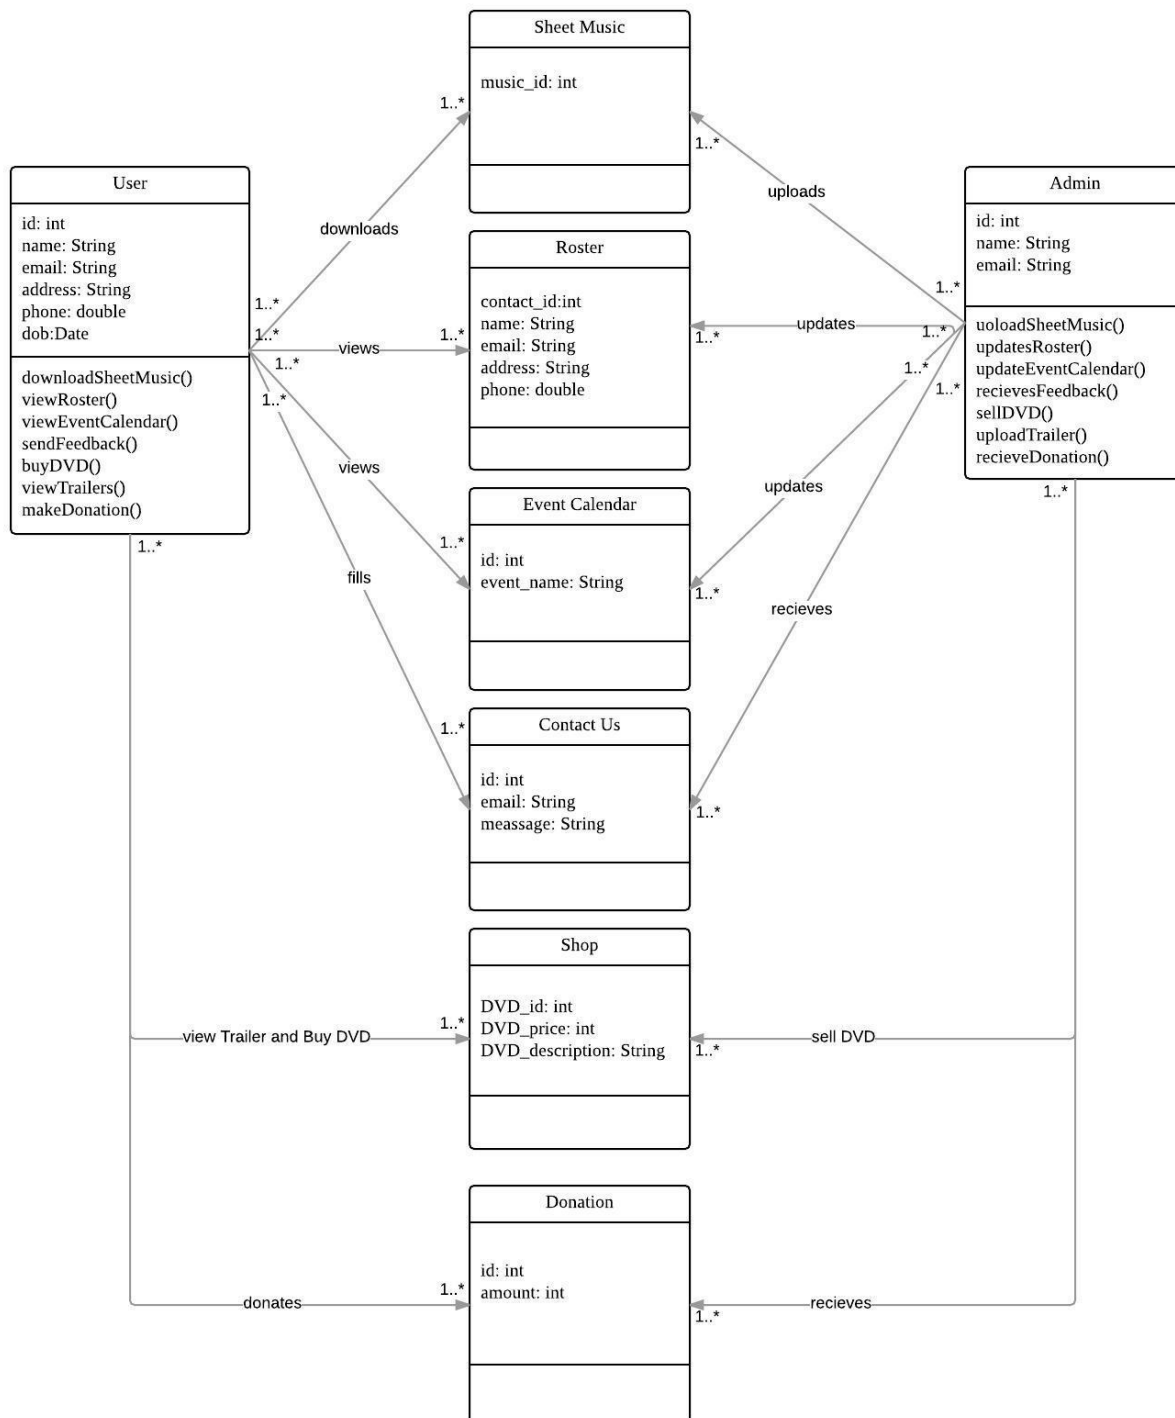 Sheet Music
music_id: int
1..*
1..*
uploads
downloads
User
id: int
name: String
email: String
address: String
phone: double
dob:Date
downloadSheetMusic()
viewRoster()
viewEventCalendar()
sendFeedback()
buyDVD()
viewTrailers()
makeDonation()
1..*
1..*
1..*
1..*
1..*
Admin
id: int
name: String
email: String
uoloadSheetMusic()
updatesRoster()
updateEventCalendar()
recievesFeedback()
sellDVD()
uploadTrailer()
recieveDonation()
1..*
1..*
1..*
1..*
1..*
Roster
contact_id:int
name: String
email: String
address: String
phone: double
1..*
1..*
views
updates
views
updates
Event Calendar
id: int
event_name: String
1..*
1..*
fills
recieves
Contact Us
id: int
email: String
meassage: String
1..*
1..*
Shop
DVD_id: int
DVD_price: int
DVD_description: String
1..*
1..*
view Trailer and Buy DVD
sell DVD
Donation
id: int
amount: int
1..*
1..*
donates
recieves